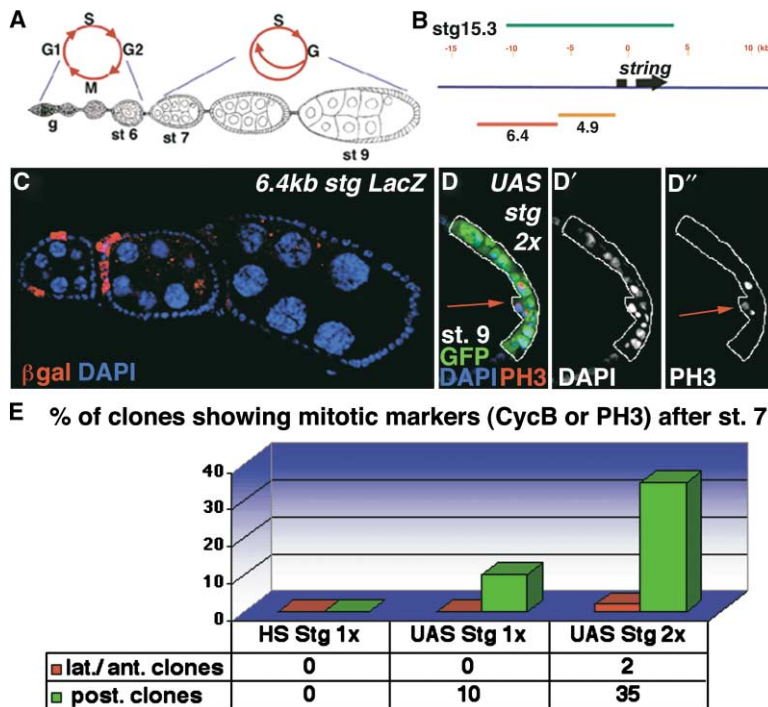 A
S
G1
G2
M
S
G
g
st 6
st 7
st 9
B
stg15.3
-15
-10
-5
0
5
10 (kb)
string
6.4
4.9
C
6.4kb stg LacZ
βgal DAPI
D
UAS
stg
2x
st. 9
GFP
DAPI PH3
D'
DAPI
D''
PH3
E
% of clones showing mitotic markers (CycB or PH3) after st. 7
40
30
20
10
0
HS Stg 1x
UAS Stg 1x
UAS Stg 2x
lat./ ant. clones
0
0
2
post. clones
0
10
35